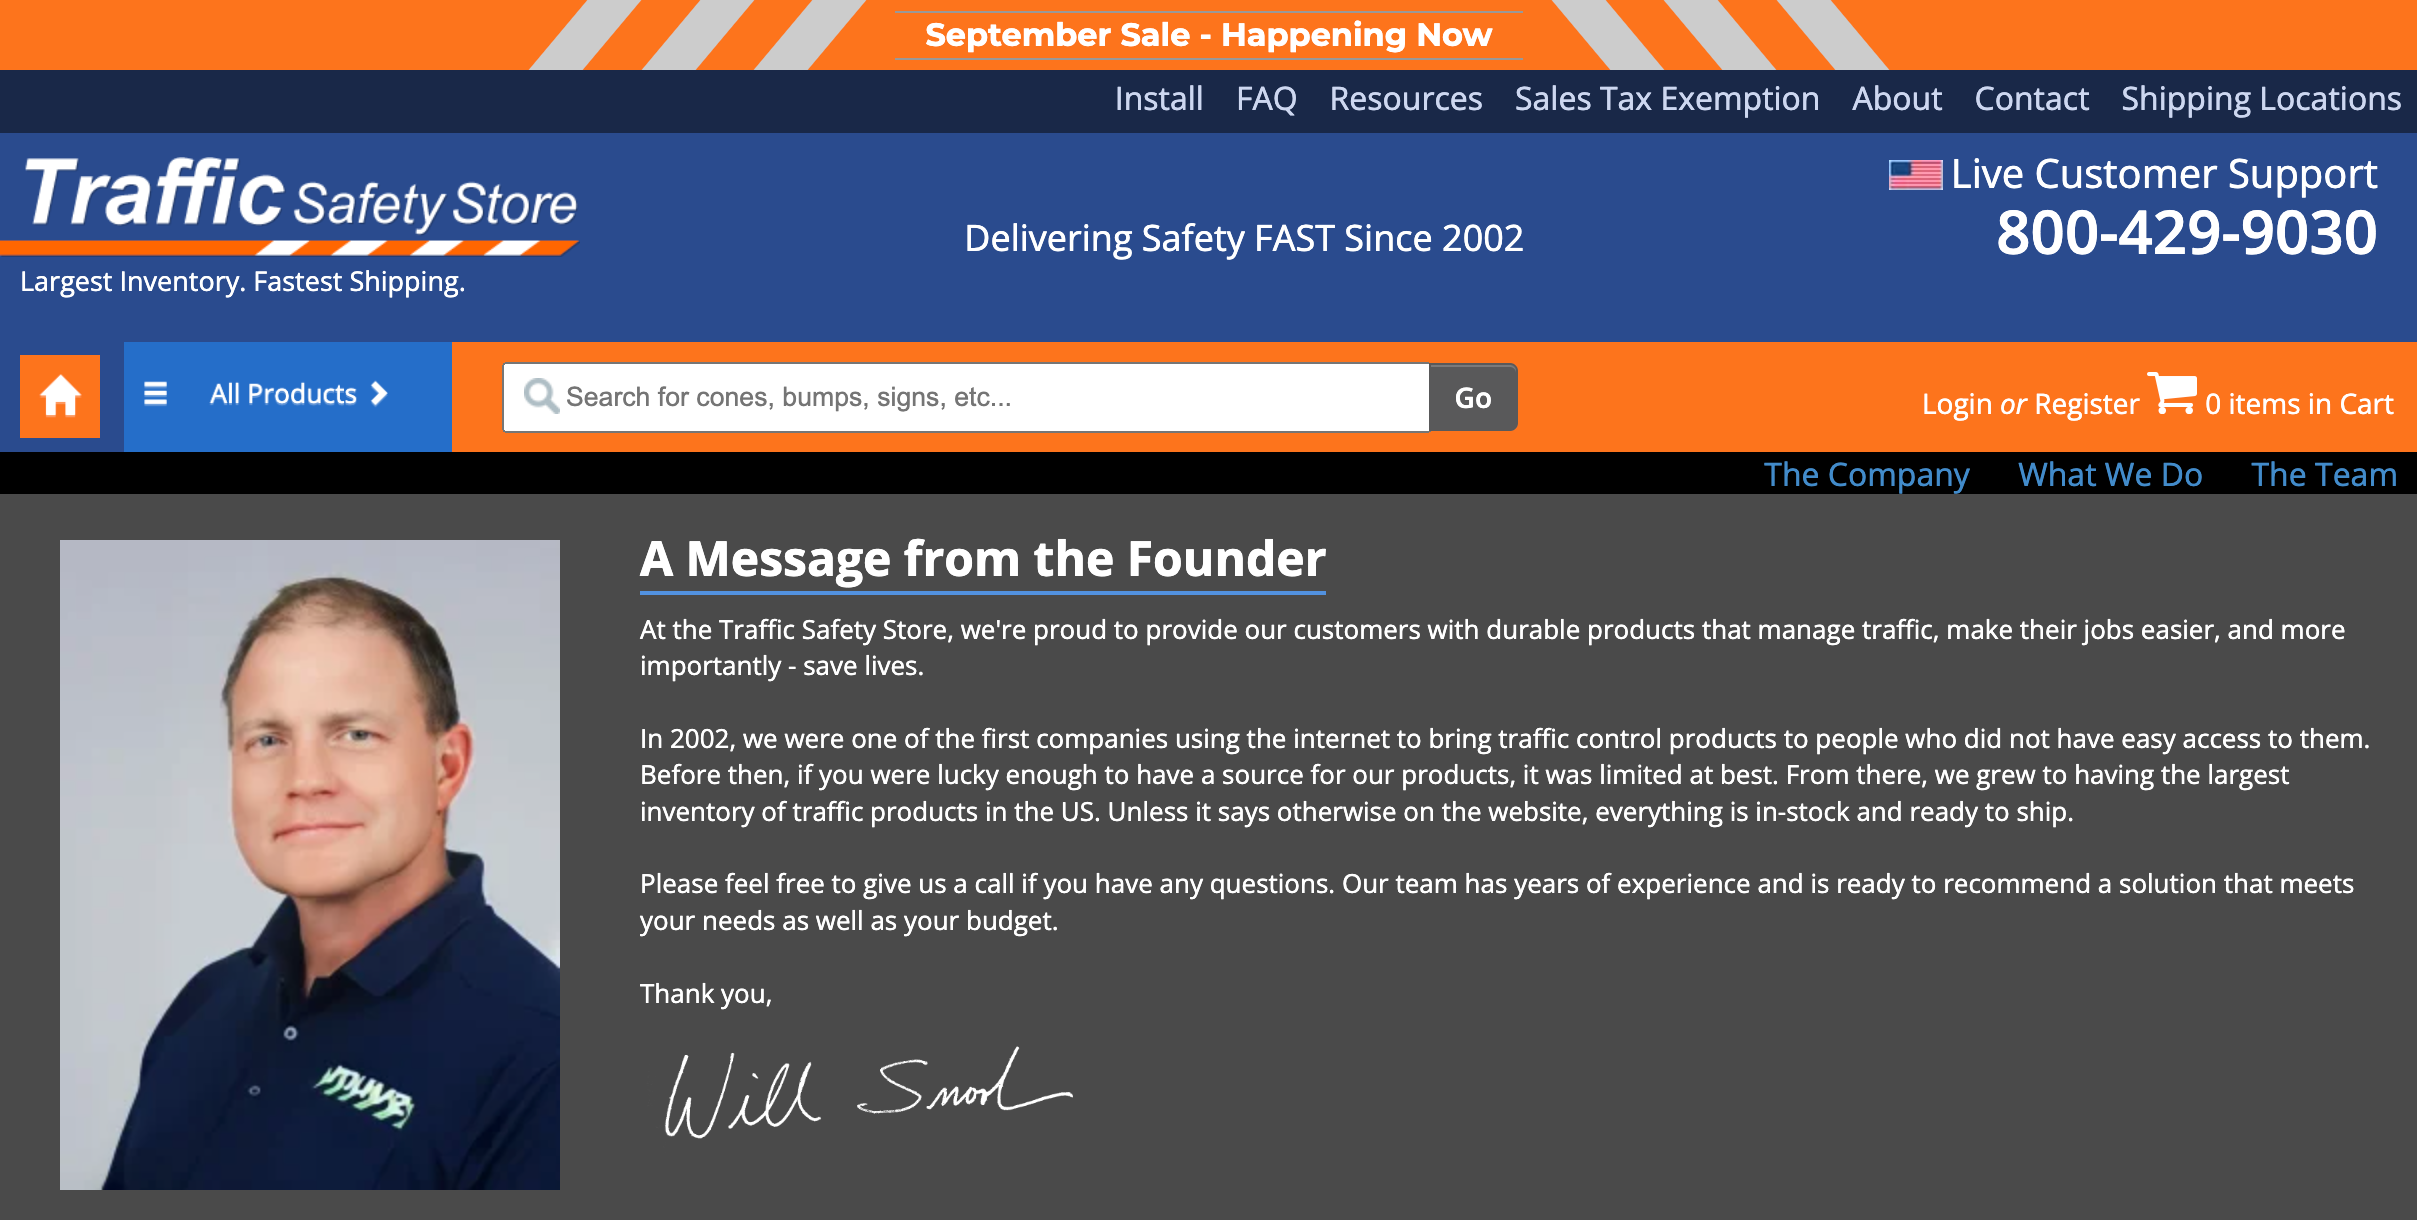 September Sale - Happening Now
Install FAQ Resources Sales Tax Exemption About Contact Shipping Locations
Traffic Safety Store
Largest Inventory. Fastest Shipping.
Delivering Safety FAST Since 2002
Live Customer Support
800-429-9030
All Products
Search for cones, bumps, signs, etc...
Go
Login or Register
0 items in Cart
The Company What We Do The Team
A Message from the Founder
At the Traffic Safety Store, we're proud to provide our customers with durable products that manage traffic, make their jobs easier, and more
importantly - save lives.
In 2002, we were one of the first companies using the internet to bring traffic control products to people who did not have easy access to them.
Before then, if you were lucky enough to have a source for our products, it was limited at best. From there, we grew to having the largest
inventory of traffic products in the US. Unless it says otherwise on the website, everything is in-stock and ready to ship.
Please feel free to give us a call if you have any questions. Our team has years of experience and is ready to recommend a solution that meets
your needs as well as your budget.
Thank you,
Will